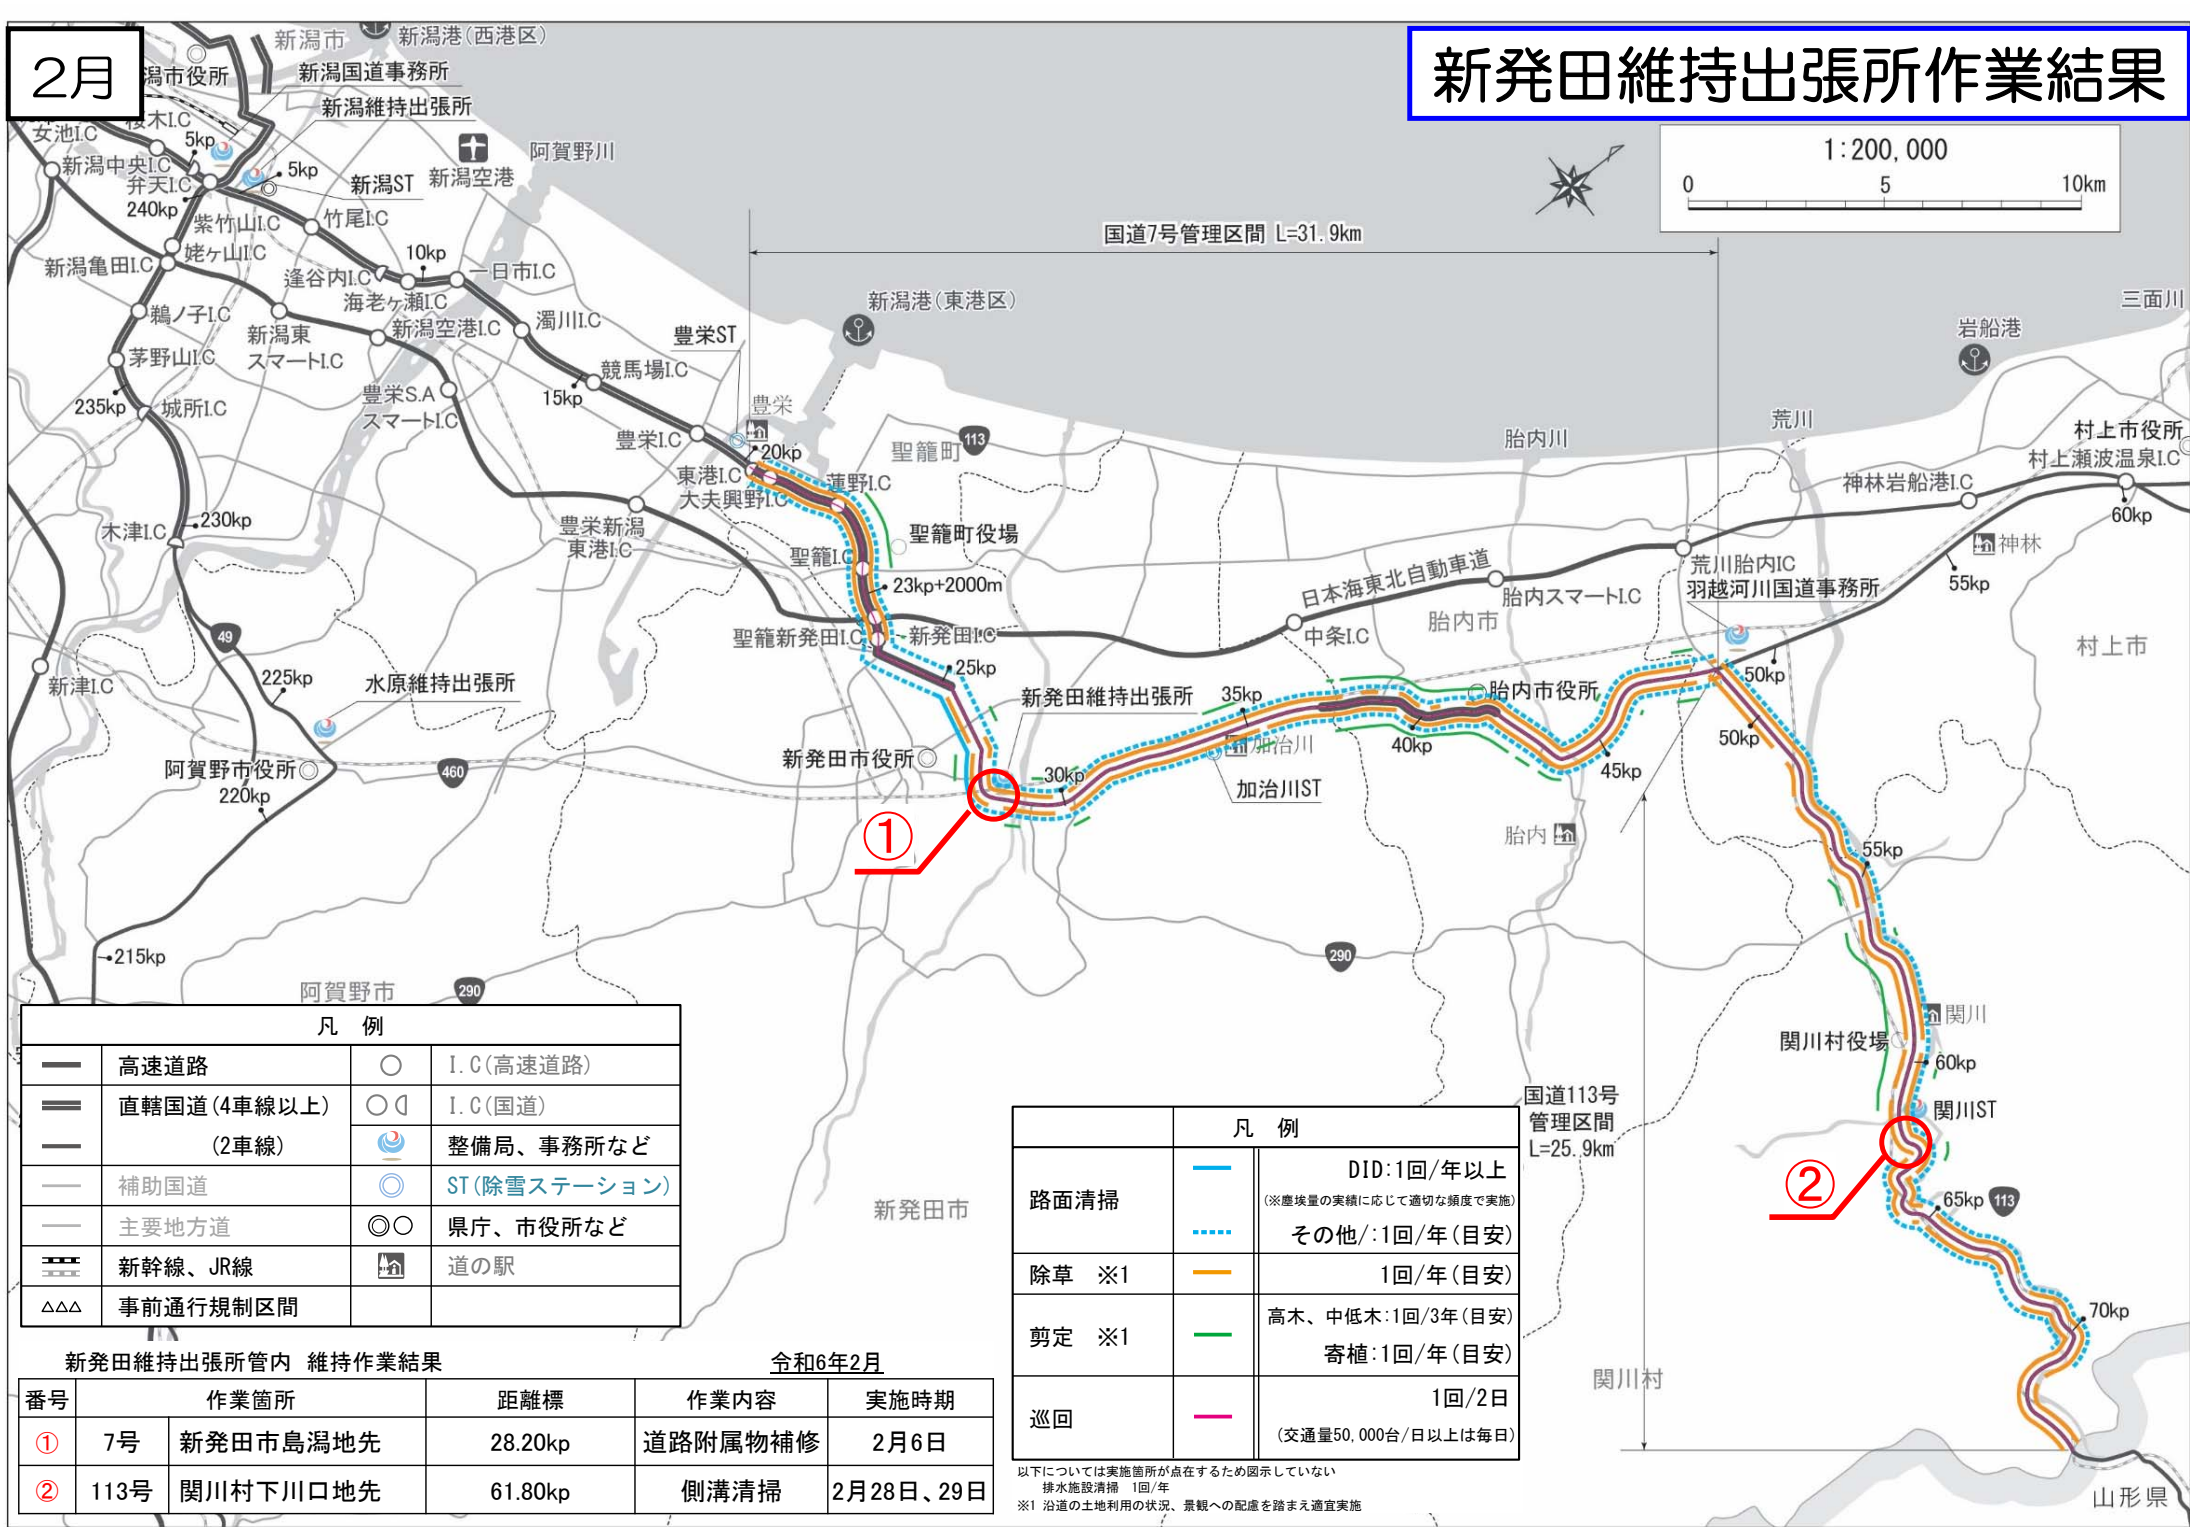 2月
新発田維持出張所作業結果
新潟市
新潟港(西港区)
潟市役所
新潟国道事務所
新潟維持出張所
桜木I.C
女池I.C
5kp
新潟中央I.C
弁天I.C
5kp
新潟ST
新潟空港
阿賀野川
240kp
紫竹山I.C
竹尾I.C
姥ヶ山I.C
新潟亀田I.C
10kp
逢谷内I.C
一日市I.C
海老ヶ瀬I.C
鵜ノ子I.C
新潟東
スマートI.C
新潟空港I.C
濁川I.C
茅野山I.C
競馬場I.C
15kp
235kp
城所I.C
豊栄S.A
スマートI.C
豊栄ST
豊栄
豊栄I.C
新潟港(東港区)
国道7号管理区間 L=31.9km
1:200,000
0 5 10km
三面川
岩船港
荒川
胎内川
村上市役所
村上瀬波温泉I.C
神林岩船港I.C
60kp
神林
55kp
聖籠町
113
20kp
東港I.C
蓮野I.C
大夫興野I.C
木津I.C
230kp
豊栄新潟
東港I.C
聖籠町役場
聖籠I.C
23kp+2000m
聖籠新発田I.C
新発田I.C
日本海東北自動車道
胎内スマートI.C
荒川胎内IC
羽越河川国道事務所
中条I.C
胎内市
村上市
49
新津I.C
225kp
水原維持出張所
25kp
新発田維持出張所
35kp
胎内市役所
50kp
50kp
加治川
40kp
45kp
阿賀野市役所
220kp
460
新発田市役所
30kp
加治川ST
①
胎内
55kp
215kp
阿賀野市
290
290
関川
関川村役場
60kp
関川ST
国道113号
管理区間
L=25.9km
②
65kp
113
新発田市
70kp
関川村
山形県
凡 例
高速道路
I.C(高速道路)
直轄国道(4車線以上)
I.C(国道)
(2車線)
整備局、事務所など
補助国道
ST(除雪ステーション)
主要地方道
県庁、市役所など
新幹線、JR線
道の駅
事前通行規制区間
凡 例
路面清掃
DID:1回/年以上
(※塵埃量の実績に応じて適切な頻度で実施)
その他/:1回/年(目安)
除草 ※1
1回/年(目安)
剪定 ※1
高木、中低木:1回/3年(目安)
寄植:1回/年(目安)
巡回
1回/2日
(交通量50,000台/日以上は毎日)
以下については実施箇所が点在するため図示していない
排水施設清掃 1回/年
※1 沿道の土地利用の状況、景観への配慮を踏まえ適宜実施
新発田維持出張所管内 維持作業結果
令和6年2月
番号 作業箇所 距離標 作業内容 実施時期
① 7号 新発田市島潟地先 28.20kp 道路附属物補修 2月6日
② 113号 関川村下川口地先 61.80kp 側溝清掃 2月28日、29日